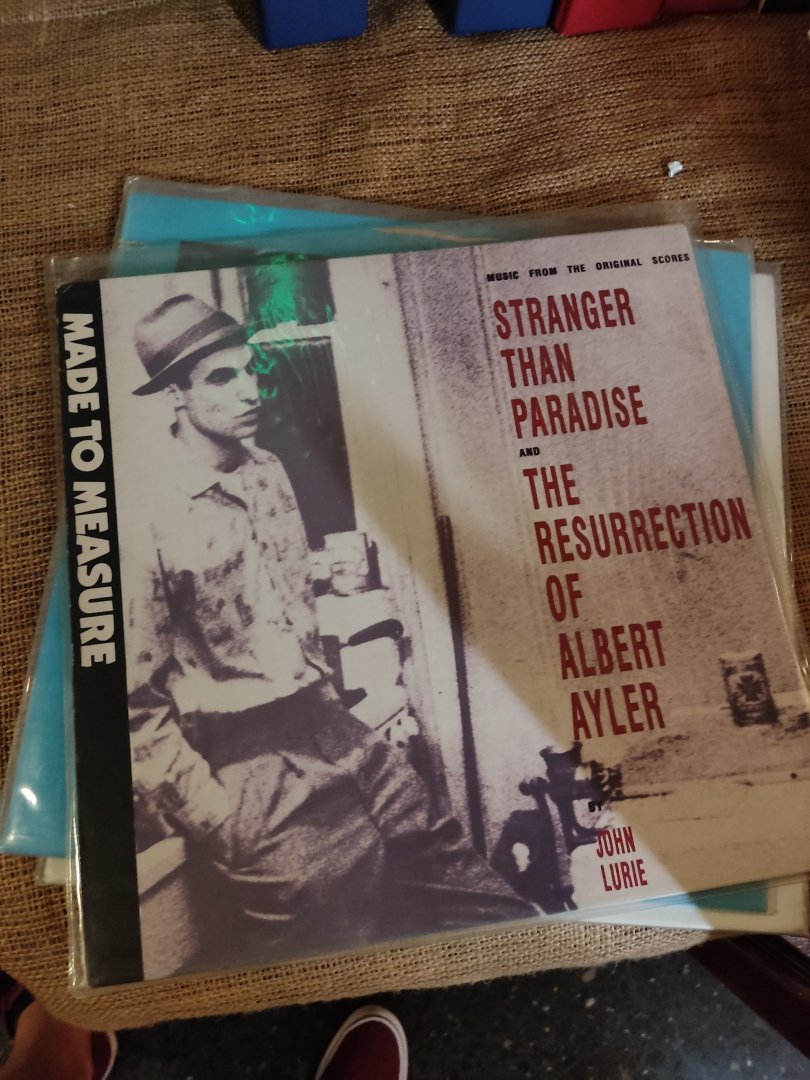 MADE TO MEASURE
MUSIC FROM THE ORIGINAL SCORES
STRANGER
THAN
PARADISE
AND
THE
RESURRECTION
OF
ALBERT
AYLER
BY
JOHN
LURIE